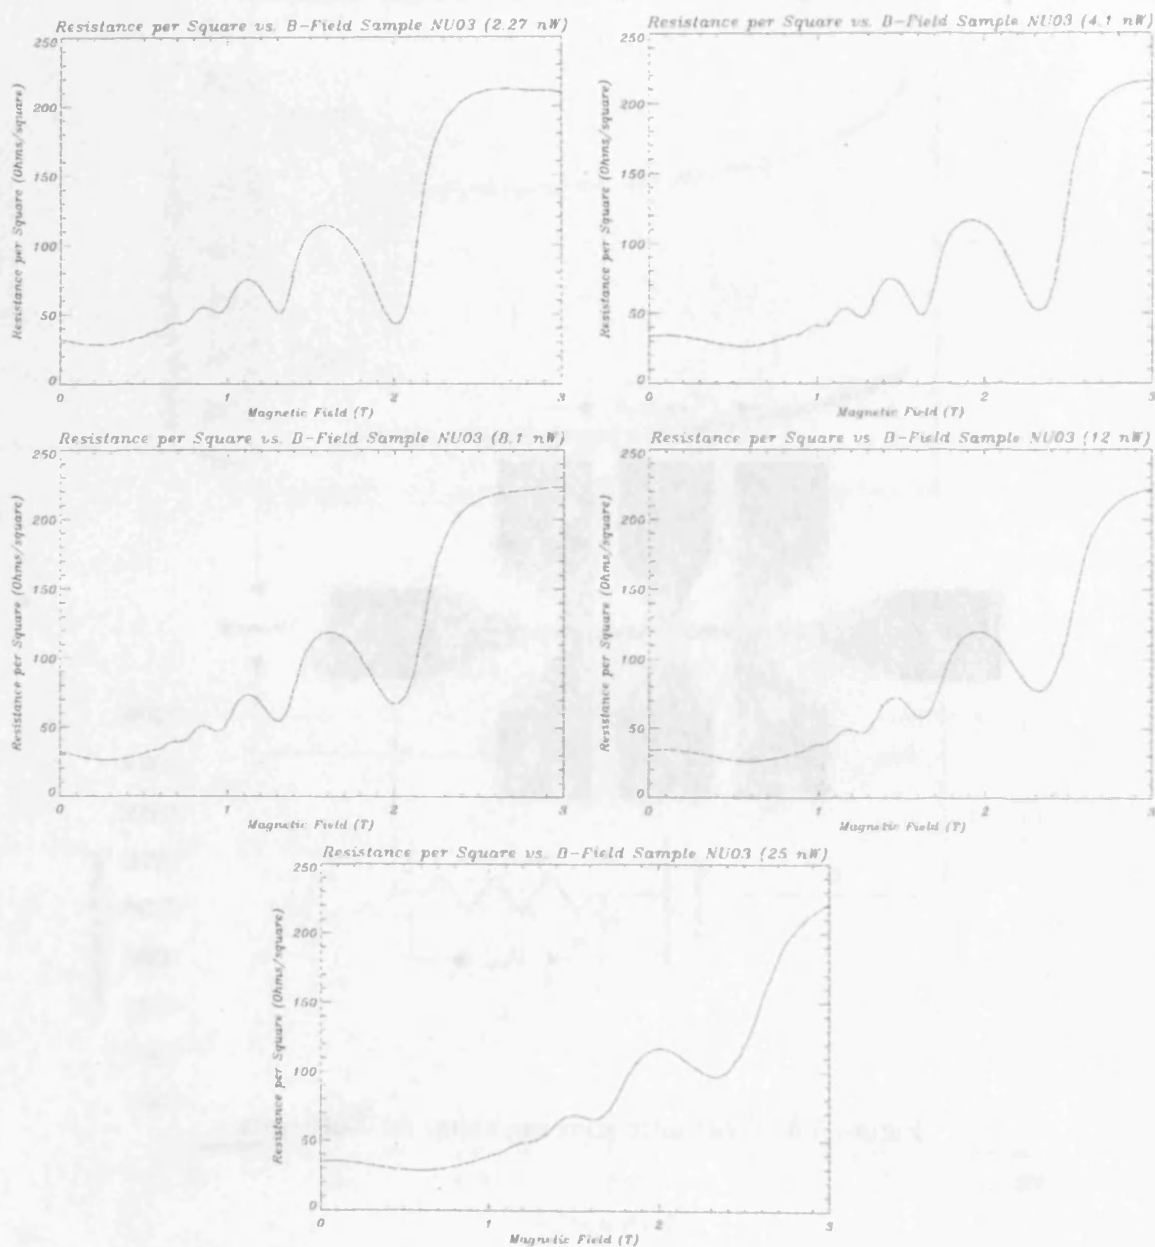 Resistance per Square vs. B-Field Sample NU03 (2.27 nW)
Resistance per Square (Ohms/square)
250
200
150
100
50
0
0 1 2 3
Magnetic Field (T)
Resistance per Square vs. B-Field Sample NU03 (4.1 nW)
Resistance per Square (Ohms/square)
250
200
150
100
50
0
0 1 2 3
Magnetic Field (T)
Resistance per Square vs. B-Field Sample NU03 (8.1 nW)
Resistance per Square (Ohms/square)
250
200
150
100
50
0
0 1 2 3
Magnetic Field (T)
Resistance per Square vs B-Field Sample NU03 (12 nW)
Resistance per Square (Ohms/square)
250
200
150
100
50
0
0 1 2 3
Magnetic Field (T)
Resistance per Square vs. B-Field Sample NU03 (25 nW)
Resistance per Square (Ohms/square)
250
200
150
100
50
0
0 1 2 3
Magnetic Field (T)